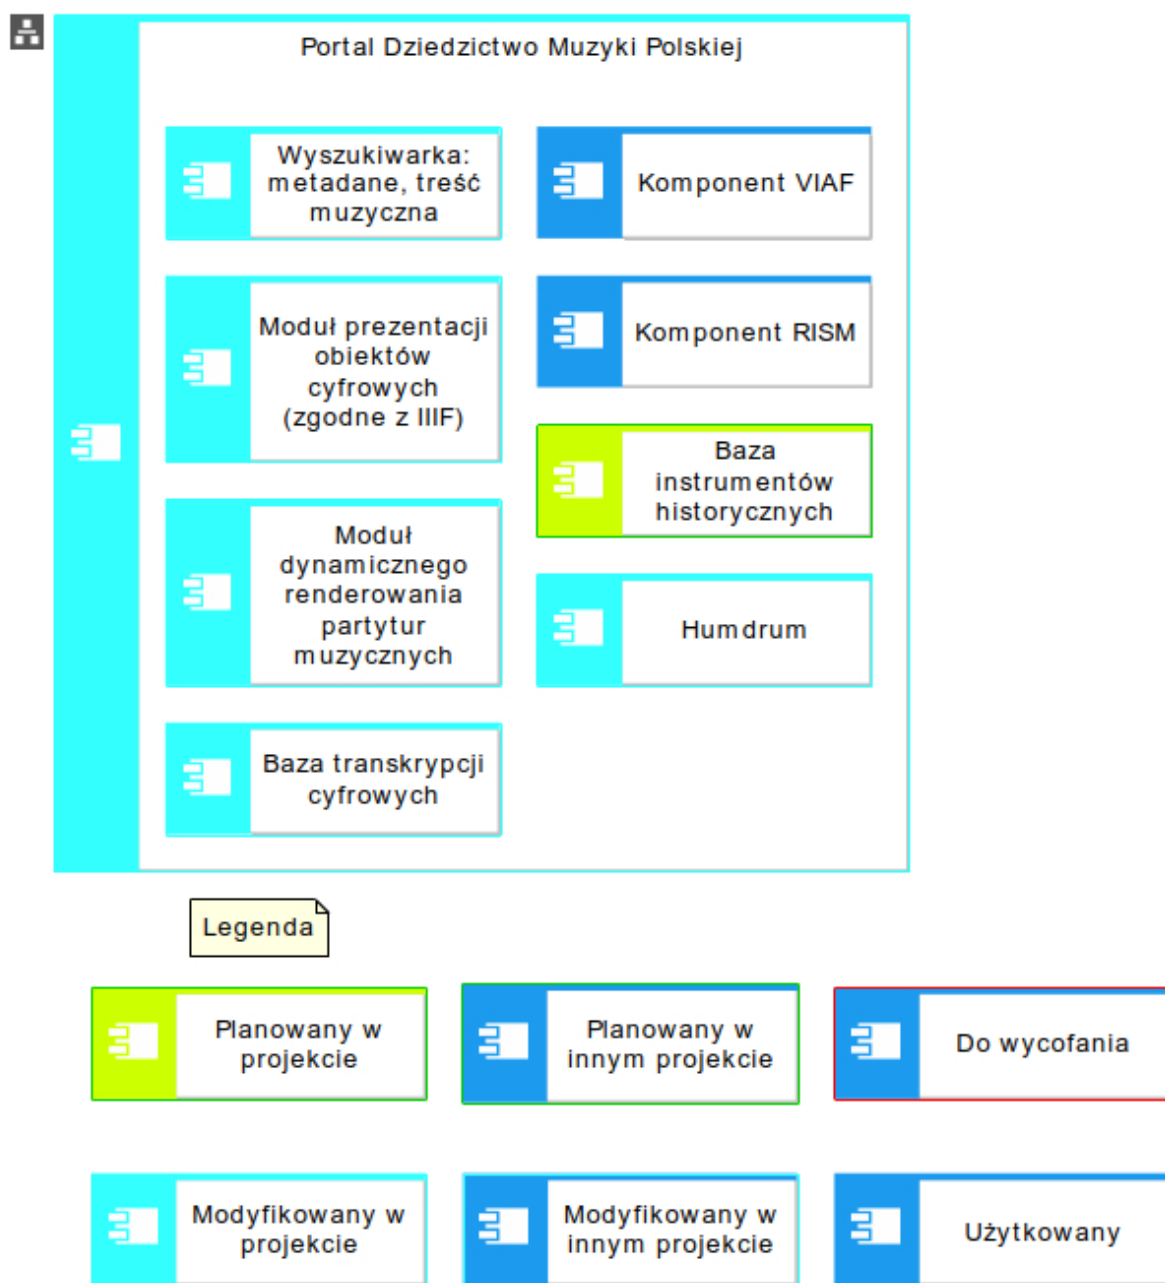 Portal Dziedzictwo Muzyki Polskiej
Wyszukiwarka:
metadane, treść
muzyczna
Komponent VIAF
Moduł prezentacji
obiektów
cyfrowych
(zgodne z IIIF)
Komponent RISM
Baza
instrumentów
historycznych
Moduł
dynamicznego
renderowania
partytur
muzycznych
Humdrum
Baza transkrypcji
cyfrowych
Legenda
Planowany w
projekcie
Planowany w
innym projekcie
Do wycofania
Modyfikowany w
projekcie
Modyfikowany w
innym projekcie
Użytkowany